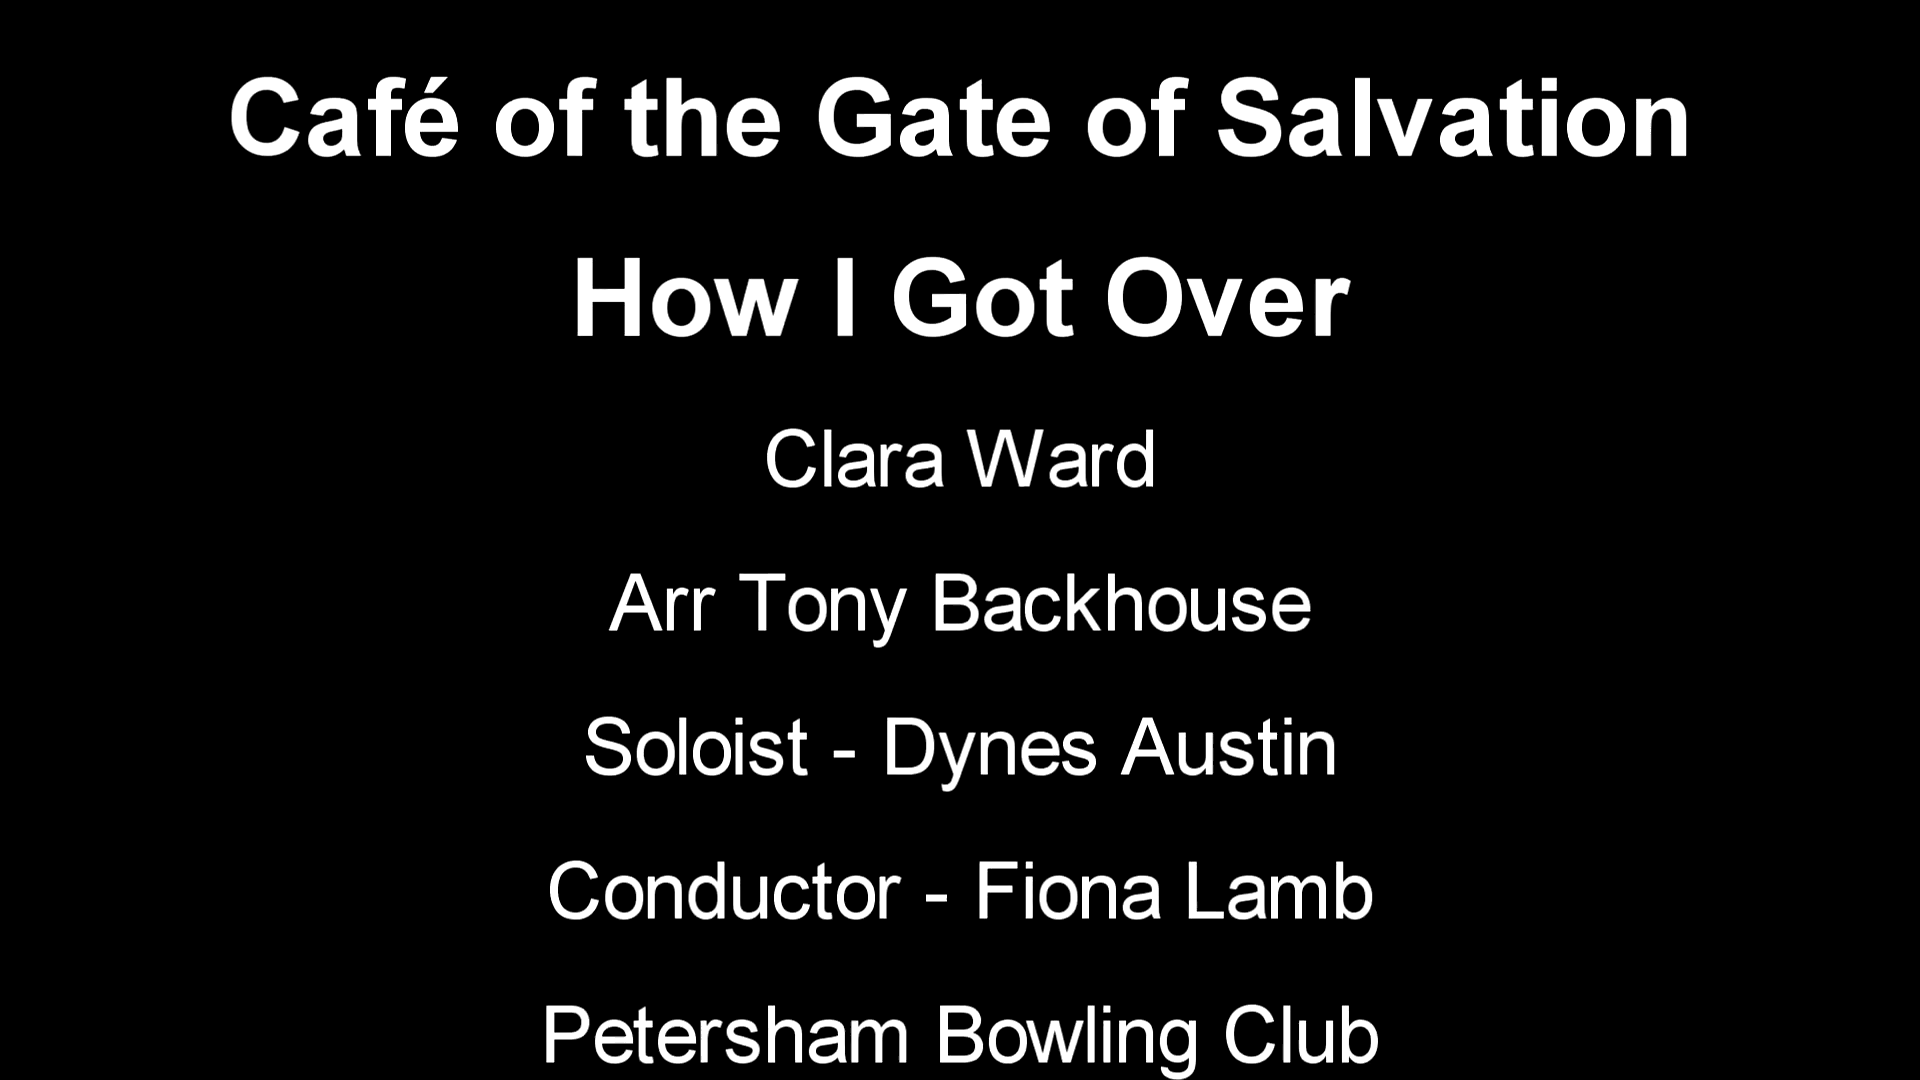 Café of the Gate of Salvation
How I Got Over
Clara Ward
Arr Tony Backhouse
Soloist - Dynes Austin
Conductor - Fiona Lamb
Petersham Bowling Club